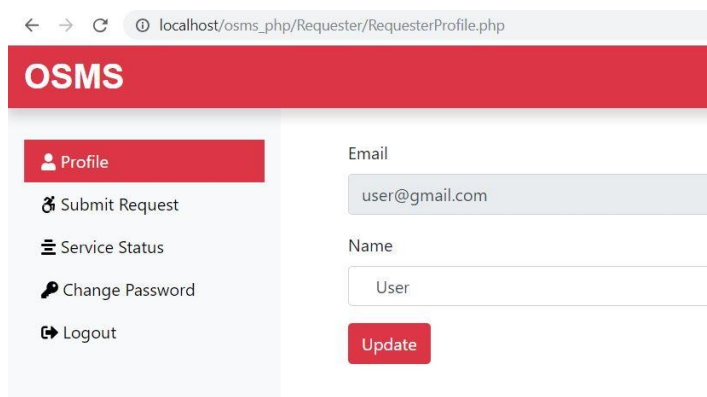 localhost/osms_php/Requester/RequesterProfile.php
OSMS
Profile
Submit Request
Service Status
Change Password
Logout
Email
user@gmail.com
Name
User
Update